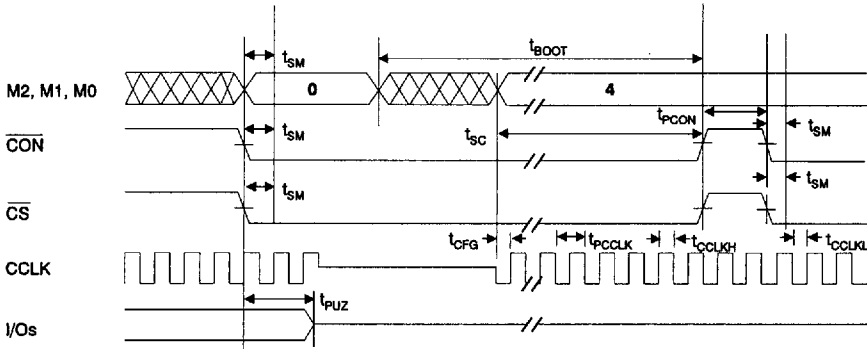 tSM
tBOOT
M2, M1, M0
0
4
tPCON
CON
tSM
tSC
tSM
CS
tSM
tSM
tCFG
tPCCLK
tCCLKH
tCCLKL
CCLK
tPUZ
I/Os